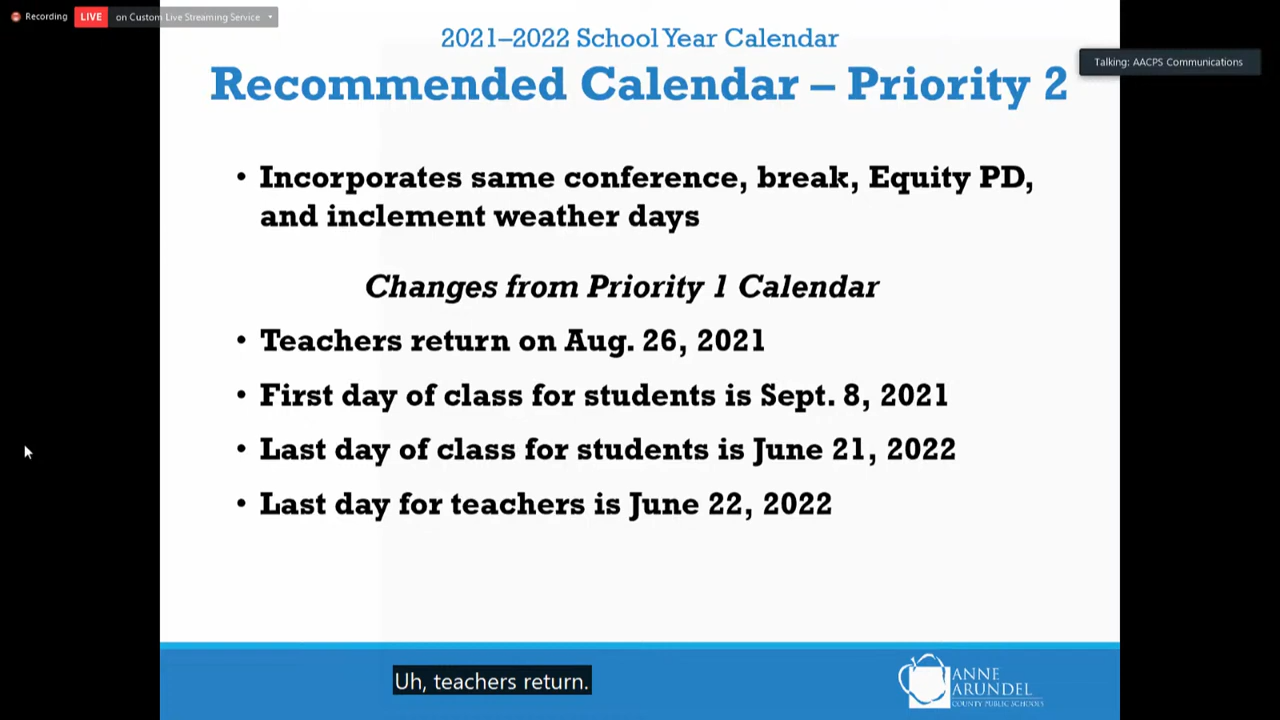 Recording
LIVE
on Custom Live Streaming Service
2021–2022 School Year Calendar
Talking: AACPS Communications
Recommended Calendar – Priority 2
• Incorporates same conference, break, Equity PD,
and inclement weather days
Changes from Priority 1 Calendar
• Teachers return on Aug. 26, 2021
• First day of class for students is Sept. 8, 2021
• Last day of class for students is June 21, 2022
• Last day for teachers is June 22, 2022
Uh, teachers return.
ANNE
ARUNDEL
COUNTY PUBLIC SCHOOLS